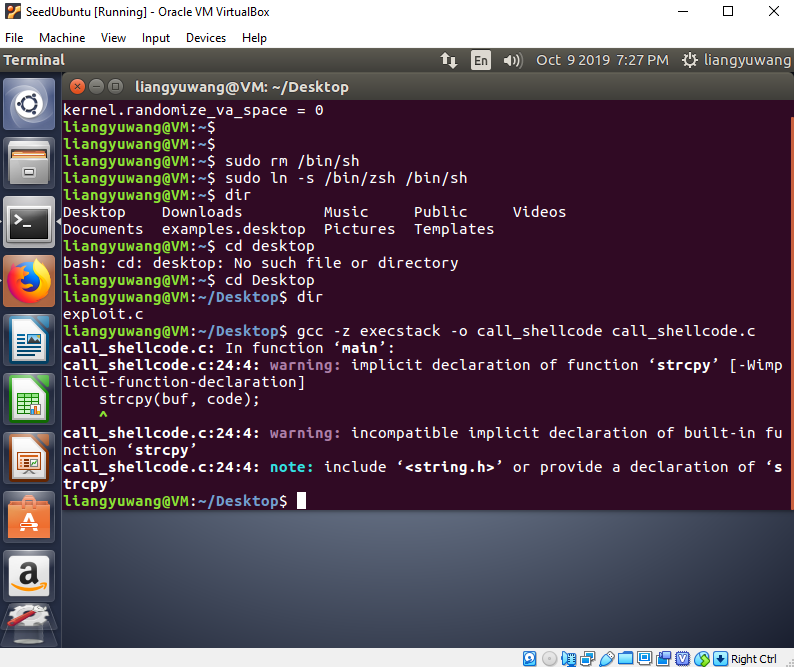 SeedUbuntu [Running] - Oracle VM VirtualBox
File Machine View Input Devices Help
Terminal En Oct 9 2019 7:27 PM liangyuwang
liangyuwang@VM: ~/Desktop
kernel.randomize_va_space = 0
liangyuwang@VM:~$
liangyuwang@VM:~$
liangyuwang@VM:~$ sudo rm /bin/sh
liangyuwang@VM:~$ sudo ln -s /bin/zsh /bin/sh
liangyuwang@VM:~$ dir
Desktop Downloads Music Public Videos
Documents examples.desktop Pictures Templates
liangyuwang@VM:~$ cd desktop
bash: cd: desktop: No such file or directory
liangyuwang@VM:~$ cd Desktop
liangyuwang@VM:~/Desktop$ dir
exploit.c
liangyuwang@VM:~/Desktop$ gcc -z execstack -o call_shellcode call_shellcode.c
call_shellcode.c: In function ‘main’:
call_shellcode.c:24:4: warning: implicit declaration of function ‘strcpy’ [-Wimp
licit-function-declaration]
strcpy(buf, code);
^
call_shellcode.c:24:4: warning: incompatible implicit declaration of built-in fu
nction ‘strcpy’
call_shellcode.c:24:4: note: include ‘<string.h>’ or provide a declaration of ‘s
trcpy’
liangyuwang@VM:~/Desktop$
a
Right Ctrl